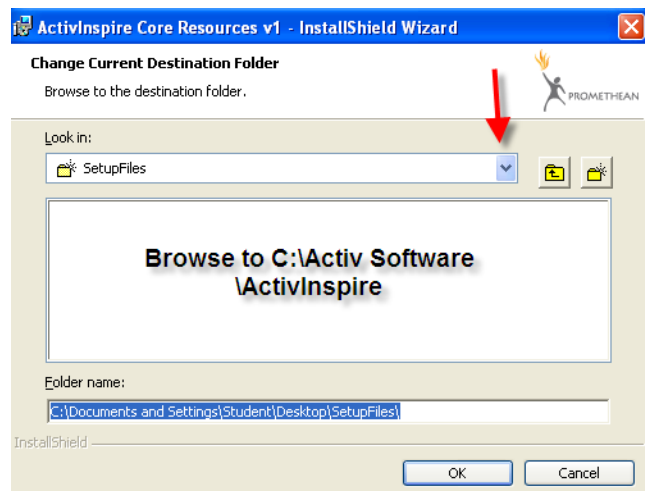 ActivInspire Core Resources v1 - InstallShield Wizard
Change Current Destination Folder
Browse to the destination folder.
PROMETHEAN
Look in:
SetupFiles
Browse to C:\Activ Software
\ActivInspire
Folder name:
C:\Documents and Settings\Student\Desktop\SetupFiles\
InstallShield
OK Cancel